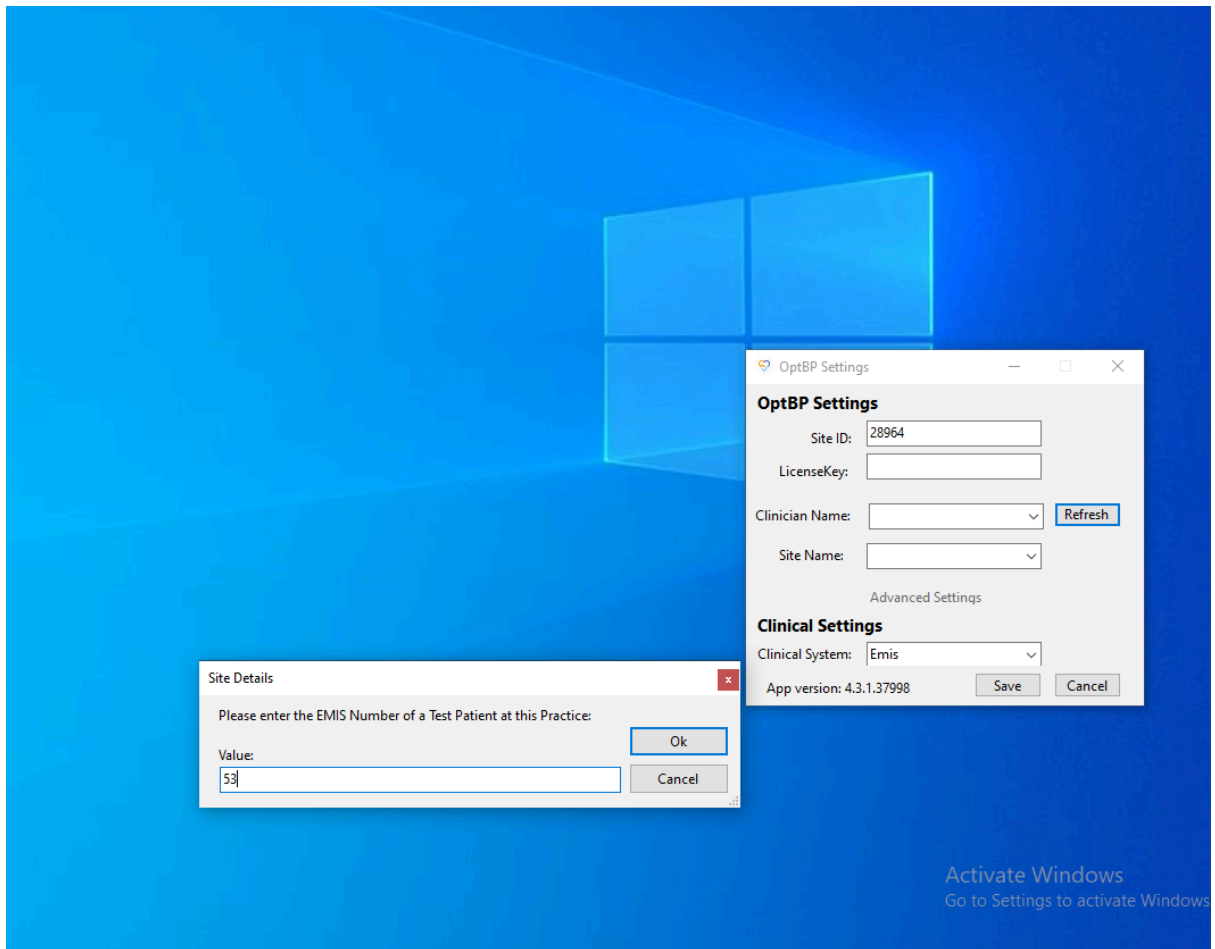 OptBP Settings
OptBP Settings
Site ID: 28964
LicenseKey:
Clinician Name: Refresh
Site Name:
Advanced Settings
Clinical Settings
Clinical System: Emis
App version: 4.3.1.37998 Save Cancel
Site Details
Please enter the EMIS Number of a Test Patient at this Practice:
Ok
Value:
53
Cancel
Activate Windows
Go to Settings to activate Windows